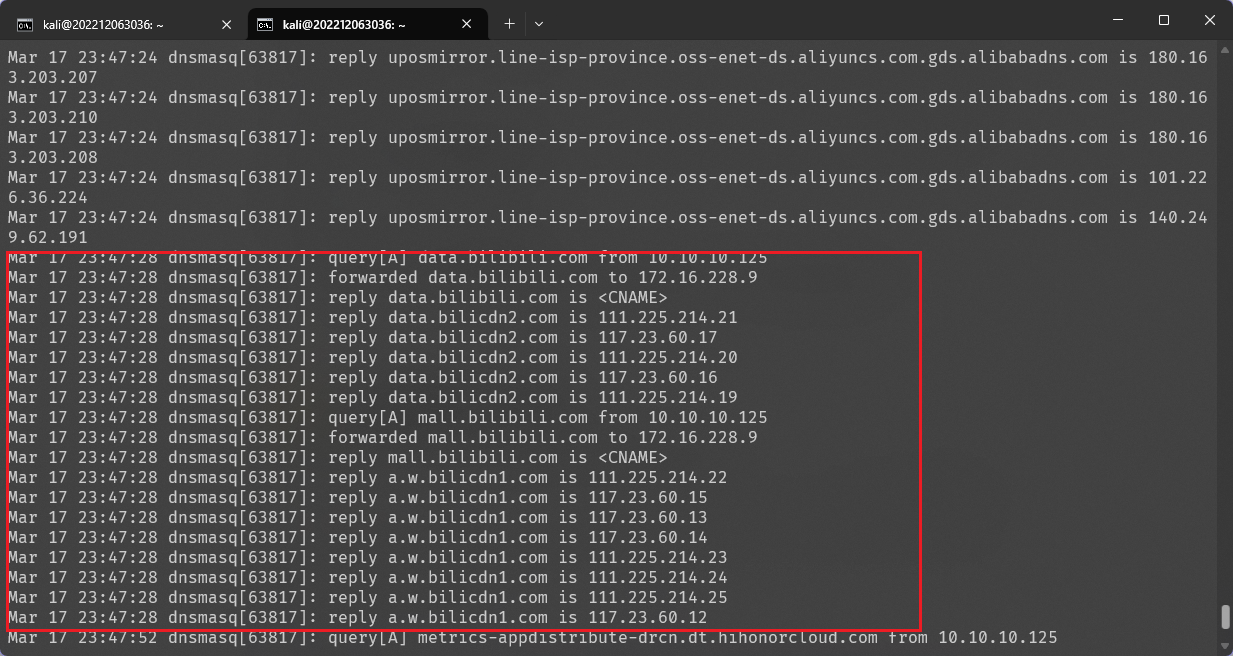 kali@202212063036: ~
kali@202212063036: ~
Mar 17 23:47:24 dnsmasq[63817]: reply uposmirror.line-isp-province.oss-enet-ds.aliyuncs.com.gds.alibabadns.com is 180.16
3.203.207
Mar 17 23:47:24 dnsmasq[63817]: reply uposmirror.line-isp-province.oss-enet-ds.aliyuncs.com.gds.alibabadns.com is 180.16
3.203.210
Mar 17 23:47:24 dnsmasq[63817]: reply uposmirror.line-isp-province.oss-enet-ds.aliyuncs.com.gds.alibabadns.com is 180.16
3.203.208
Mar 17 23:47:24 dnsmasq[63817]: reply uposmirror.line-isp-province.oss-enet-ds.aliyuncs.com.gds.alibabadns.com is 101.22
6.36.224
Mar 17 23:47:24 dnsmasq[63817]: reply uposmirror.line-isp-province.oss-enet-ds.aliyuncs.com.gds.alibabadns.com is 140.24
9.62.191
Mar 17 23:47:28 dnsmasq[63817]: query[A] data.bilibili.com from 10.10.10.125
Mar 17 23:47:28 dnsmasq[63817]: forwarded data.bilibili.com to 172.16.228.9
Mar 17 23:47:28 dnsmasq[63817]: reply data.bilibili.com is <CNAME>
Mar 17 23:47:28 dnsmasq[63817]: reply data.bilicdn2.com is 111.225.214.21
Mar 17 23:47:28 dnsmasq[63817]: reply data.bilicdn2.com is 117.23.60.17
Mar 17 23:47:28 dnsmasq[63817]: reply data.bilicdn2.com is 111.225.214.20
Mar 17 23:47:28 dnsmasq[63817]: reply data.bilicdn2.com is 117.23.60.16
Mar 17 23:47:28 dnsmasq[63817]: reply data.bilicdn2.com is 111.225.214.19
Mar 17 23:47:28 dnsmasq[63817]: query[A] mall.bilibili.com from 10.10.10.125
Mar 17 23:47:28 dnsmasq[63817]: forwarded mall.bilibili.com to 172.16.228.9
Mar 17 23:47:28 dnsmasq[63817]: reply mall.bilibili.com is <CNAME>
Mar 17 23:47:28 dnsmasq[63817]: reply a.w.bilicdn1.com is 111.225.214.22
Mar 17 23:47:28 dnsmasq[63817]: reply a.w.bilicdn1.com is 117.23.60.15
Mar 17 23:47:28 dnsmasq[63817]: reply a.w.bilicdn1.com is 117.23.60.13
Mar 17 23:47:28 dnsmasq[63817]: reply a.w.bilicdn1.com is 117.23.60.14
Mar 17 23:47:28 dnsmasq[63817]: reply a.w.bilicdn1.com is 111.225.214.23
Mar 17 23:47:28 dnsmasq[63817]: reply a.w.bilicdn1.com is 111.225.214.24
Mar 17 23:47:28 dnsmasq[63817]: reply a.w.bilicdn1.com is 111.225.214.25
Mar 17 23:47:28 dnsmasq[63817]: reply a.w.bilicdn1.com is 117.23.60.12
Mar 17 23:47:52 dnsmasq[63817]: query[A] metrics-appdistribute-drcn.dt.hihonorcloud.com from 10.10.10.125